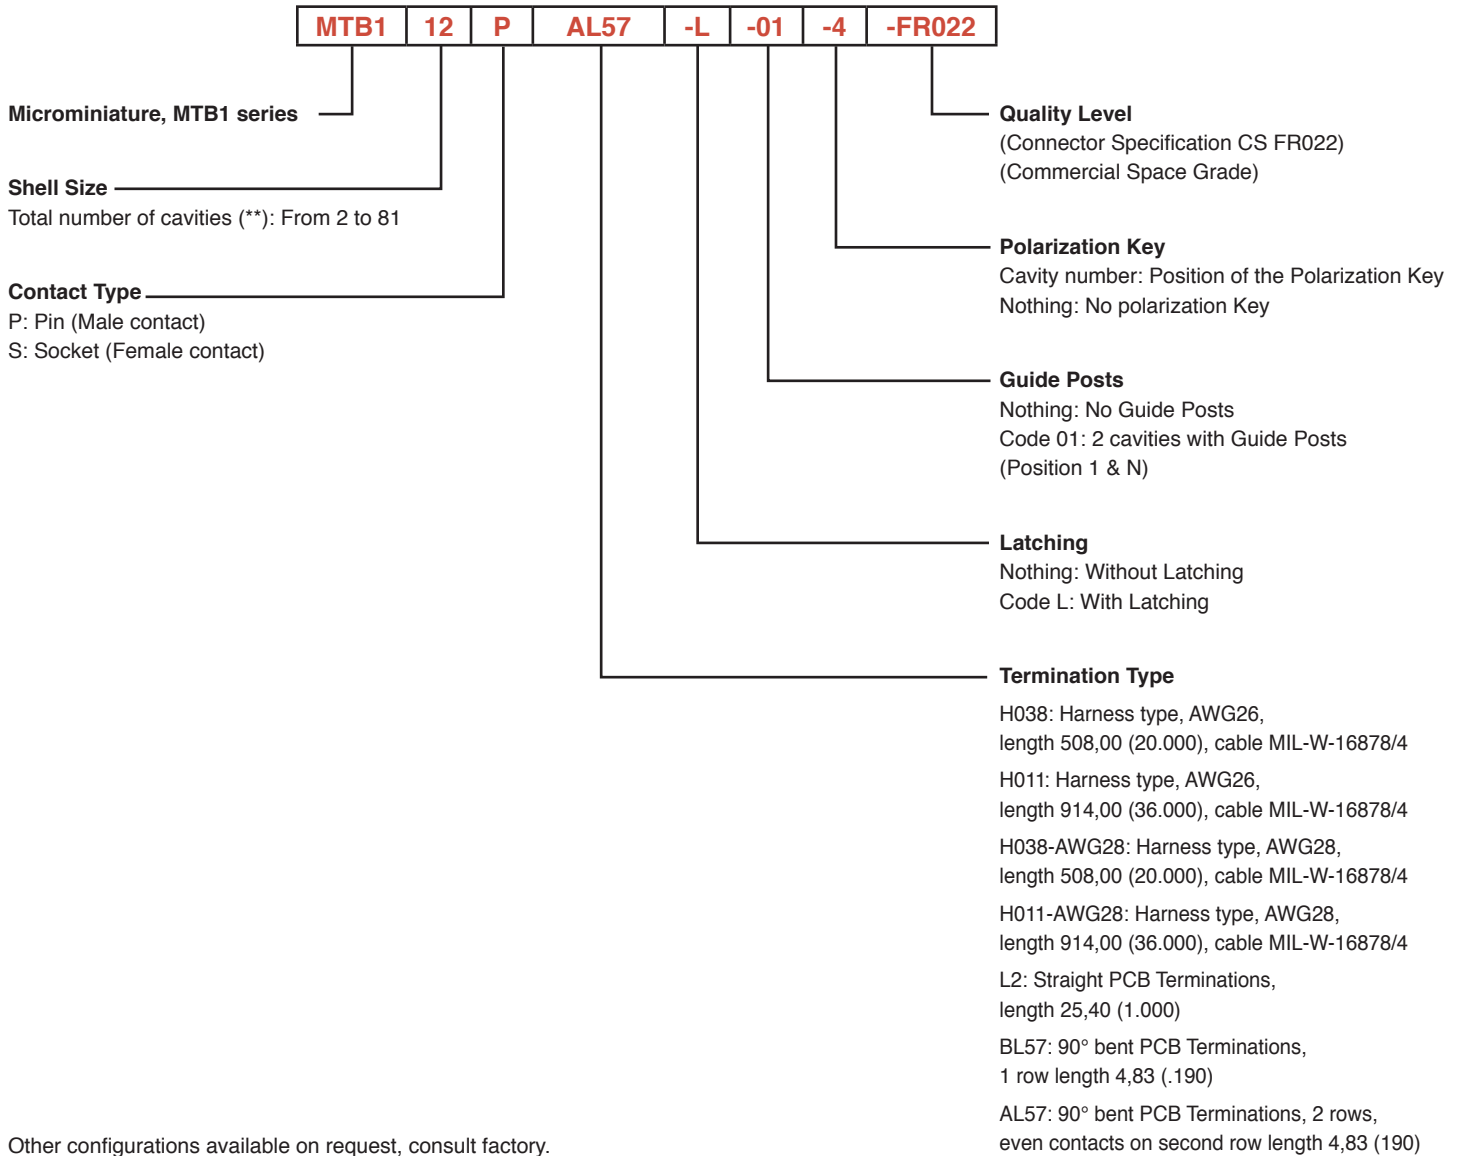 MTB1 12 P AL57 -L -01 -4 -FR022
Microminiature, MTB1 series
Shell Size
Total number of cavities (**): From 2 to 81
Contact Type
P: Pin (Male contact)
S: Socket (Female contact)
Quality Level
(Connector Specification CS FR022)
(Commercial Space Grade)
Polarization Key
Cavity number: Position of the Polarization Key
Nothing: No polarization Key
Guide Posts
Nothing: No Guide Posts
Code 01: 2 cavities with Guide Posts
(Position 1 & N)
Latching
Nothing: Without Latching
Code L: With Latching
Termination Type
H038: Harness type, AWG26,
length 508,00 (20.000), cable MIL-W-16878/4
H011: Harness type, AWG26,
length 914,00 (36.000), cable MIL-W-16878/4
H038-AWG28: Harness type, AWG28,
length 508,00 (20.000), cable MIL-W-16878/4
H011-AWG28: Harness type, AWG28,
length 914,00 (36.000), cable MIL-W-16878/4
L2: Straight PCB Terminations,
length 25,40 (1.000)
BL57: 90° bent PCB Terminations,
1 row length 4,83 (.190)
AL57: 90° bent PCB Terminations, 2 rows,
even contacts on second row length 4,83 (190)
Other configurations available on request, consult factory.